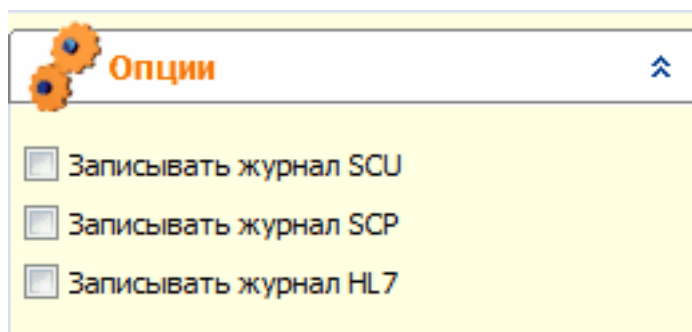 Опции
Записывать журнал SCU
Записывать журнал SCP
Записывать журнал HL7